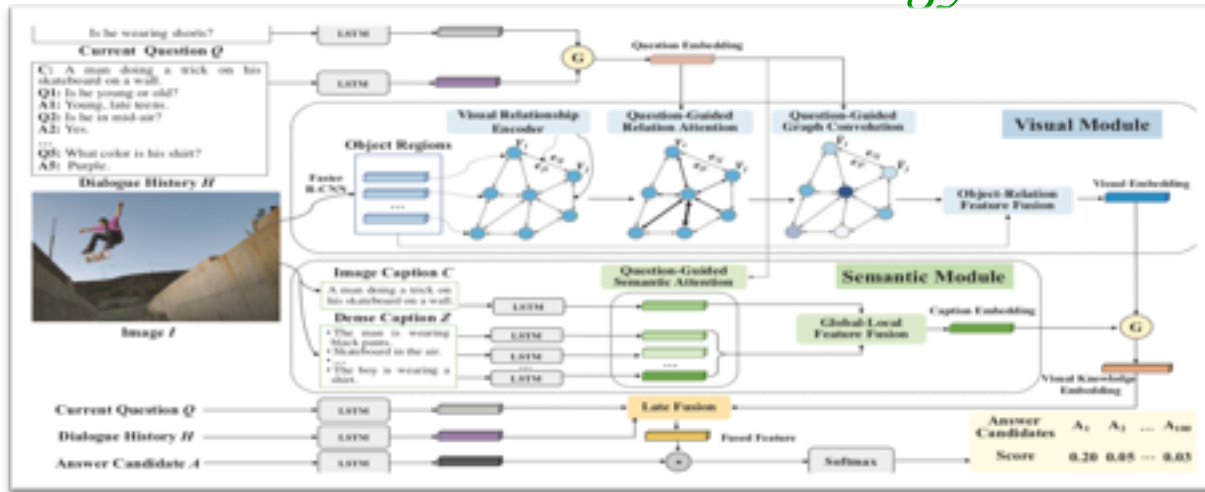 Is he wearing shorts?
LSTM
Current Question Q
G
Question Embedding
C: A man doing a trick on his
skateboard on a wall.
Q1: Is he young or old?
A1: Young, late teens.
Q2: Is he in mid-air?
A2: Yes.
...
Q5: What color is his shirt?
A5: Purple.
LSTM
Dialogue History H
Visual Relationship
Encoder
Question-Guided
Relation Attention
Question-Guided
Graph Convolution
Visual Module
Object Regions
Faster
R-CNN
...
Object-Relation
Feature Fusion
Visual Embedding
Image I
Image Caption C
A man doing a trick on
his skateboard on a wall.
LSTM
Question-Guided
Semantic Attention
Semantic Module
Dense Caption Z
• The man is wearing
black pants.
• Skateboard in the air.
• ...
• The boy is wearing a
shirt.
LSTM
LSTM
...
LSTM
...
Global-Local
Feature Fusion
Caption Embedding
G
Visual Knowledge
Embedding
Current Question Q
LSTM
Late Fusion
Dialogue History H
LSTM
Fused Feature
Answer Candidate A
LSTM
Softmax
Answer
Candidates
A1 A2 ... A100
Score 0.20 0.05 ... 0.03